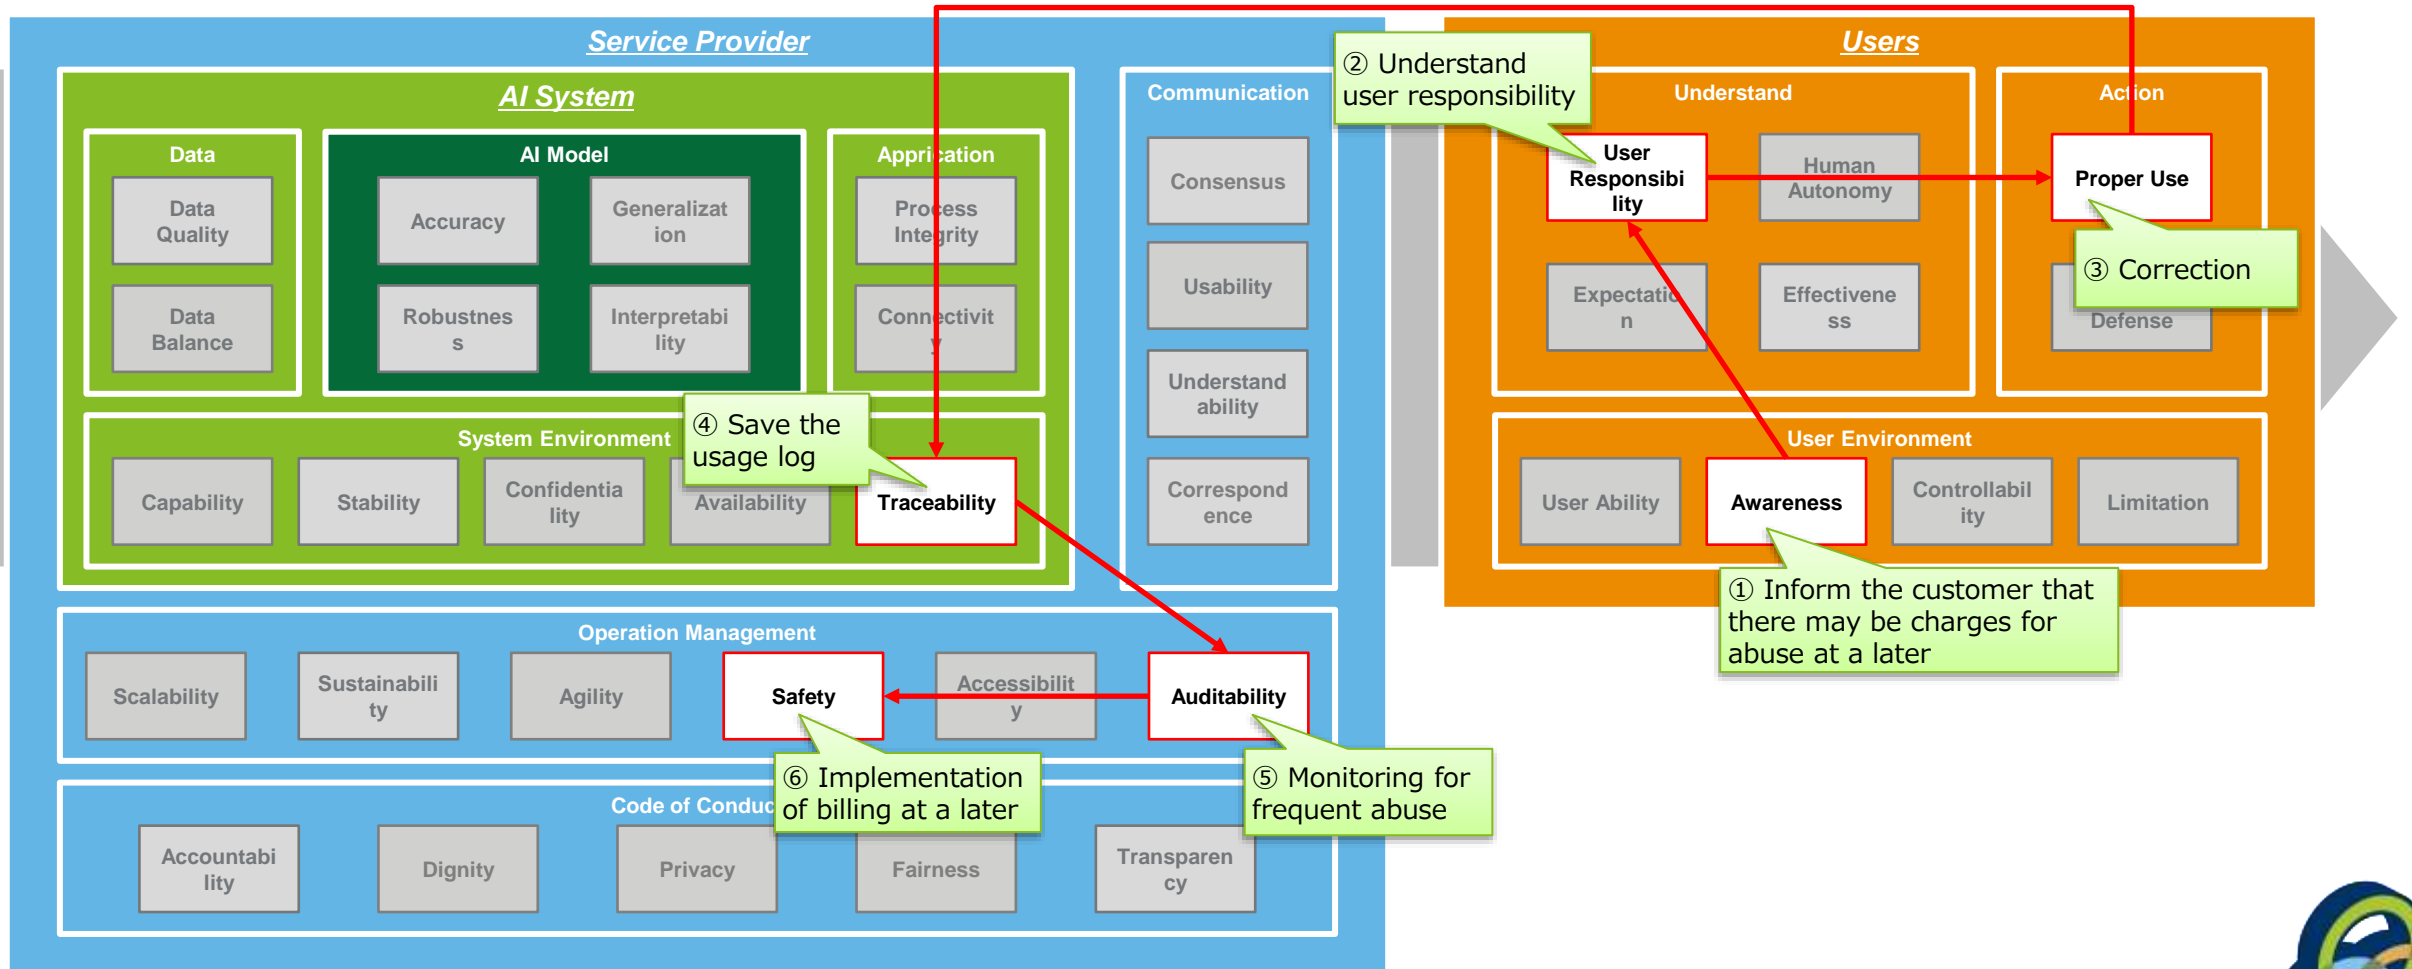 Service Provider
AI System
Data
Data
Quality
Data
Balance
AI Model
Accuracy
Generalizat
ion
Robustnes
s
Interpretabi
lity
Apprication
Process
Integrity
Connectivit
y
System Environment
Capability
Stability
Confidentia
lity
Availability
Traceability
④ Save the
usage log
Communication
Consensus
Usability
Understand
ability
Correspond
ence
Operation Management
Scalability
Sustainabili
ty
Agility
Safety
Accessibilit
y
Auditability
⑥ Implementation
of billing at a later
⑤ Monitoring for
frequent abuse
Code of Conduc
Accountabi
lity
Dignity
Privacy
Fairness
Transparen
cy
Users
② Understand
user responsibility
Understand
User
Responsibi
lity
Human
Autonomy
Expectatio
n
Effectivene
ss
Action
Proper Use
③ Correction
Defense
User Environment
User Ability
Awareness
Controllabil
ity
Limitation
① Inform the customer that
there may be charges for
abuse at a later